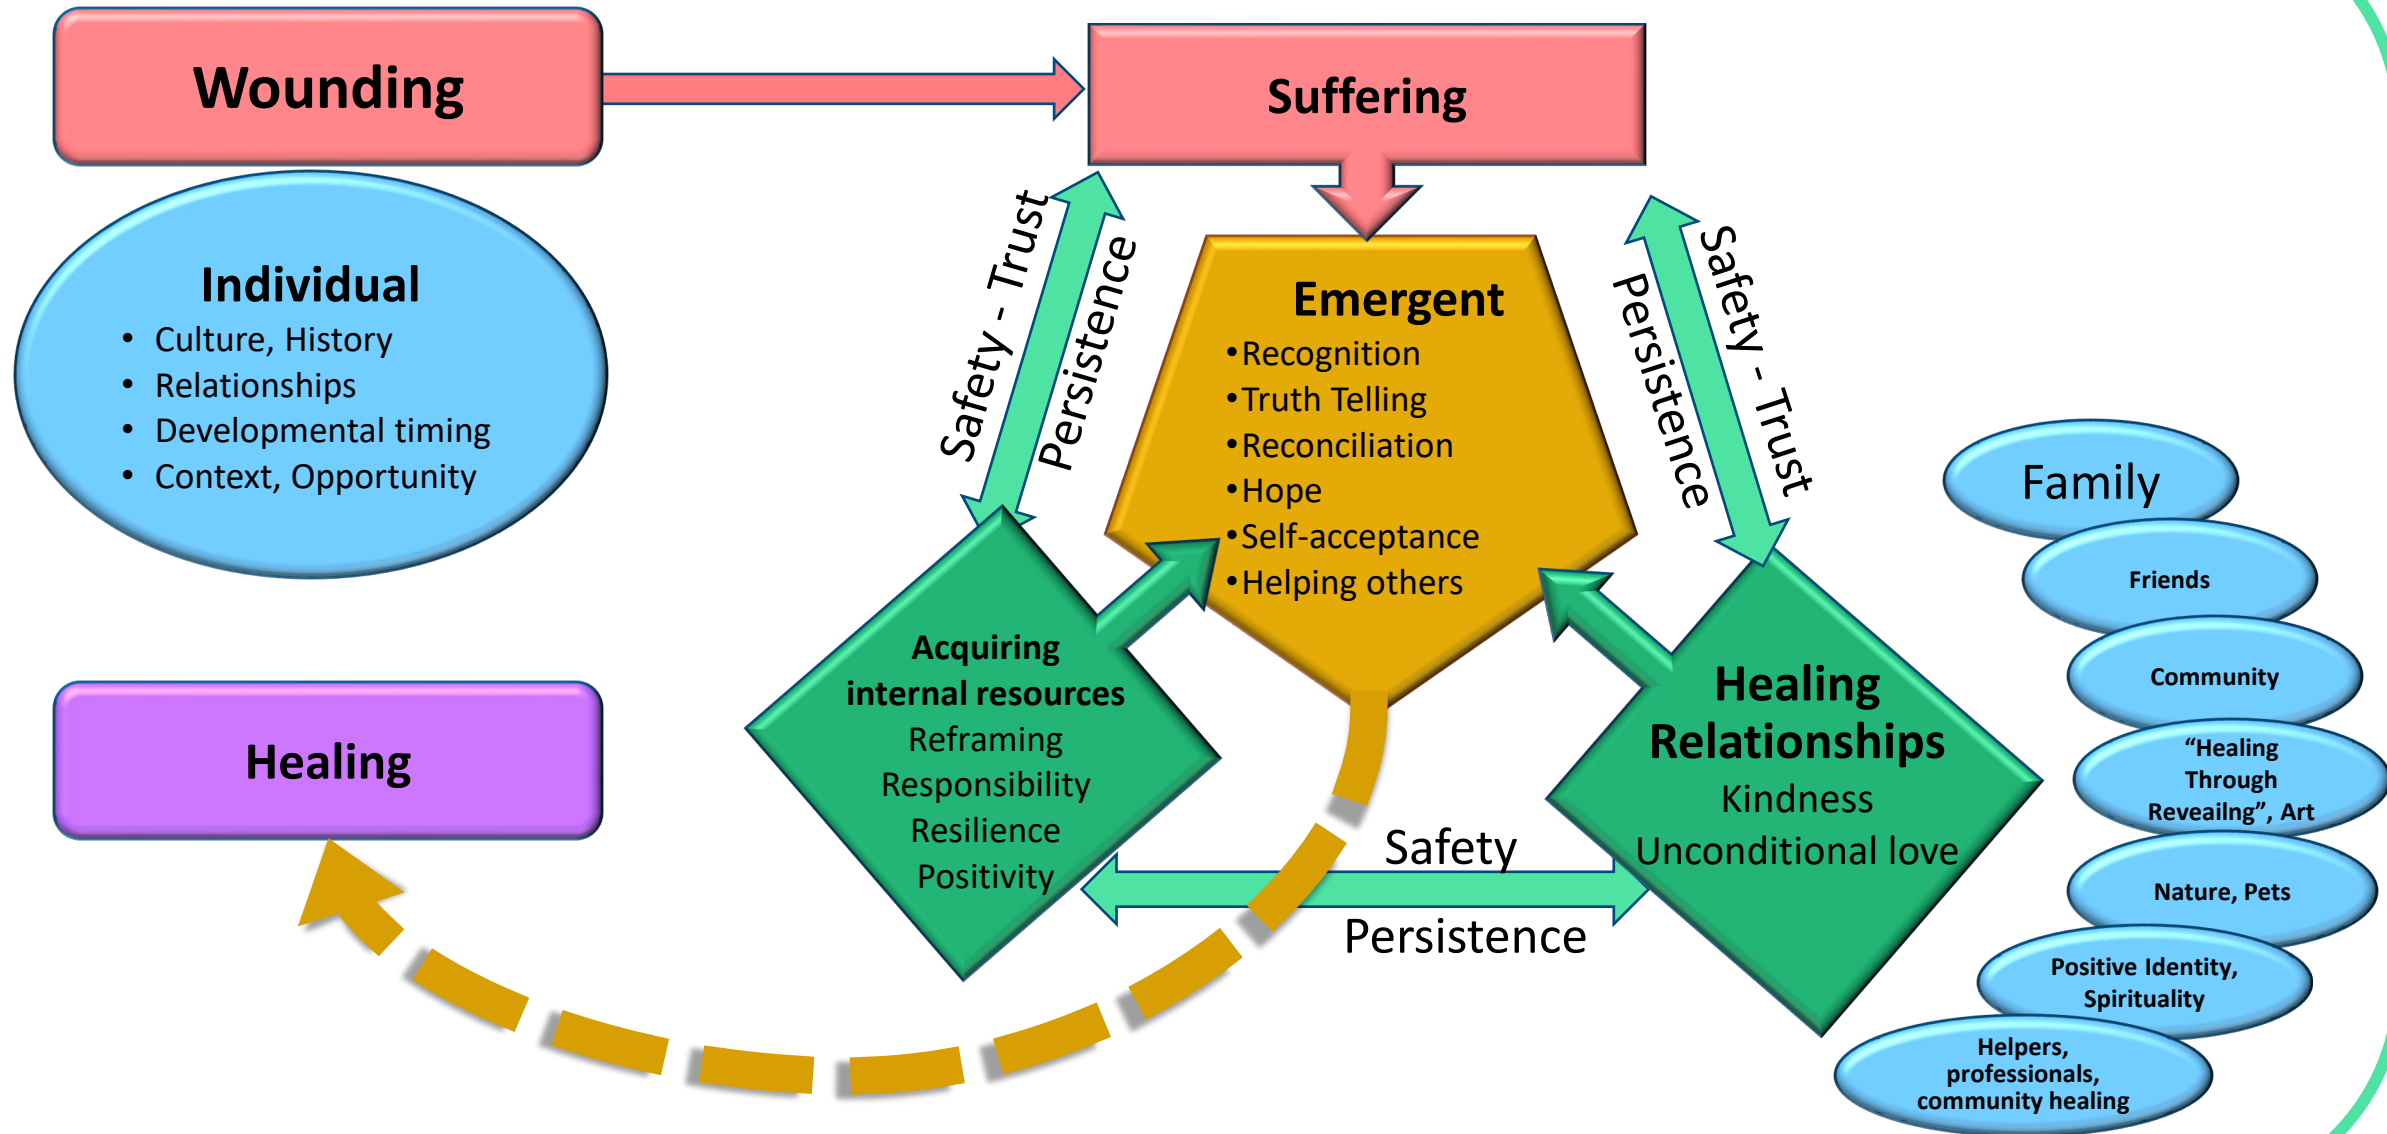 Wounding
Suffering
Individual
• Culture, History
• Relationships
• Developmental timing
• Context, Opportunity
Safety - Trust
Persistence
Emergent
•Recognition
•Truth Telling
•Reconciliation
•Hope
•Self-acceptance
•Helping others
Safety - Trust
Persistence
Healing
Acquiring
internal resources
Reframing
Responsibility
Resilience
Positivity
Safety
Persistence
Healing
Relationships
Kindness
Unconditional love
Family
Friends
Community
“Healing
Through
Revealing”, Art
Nature, Pets
Positive Identity,
Spirituality
Helpers,
professionals,
community healing